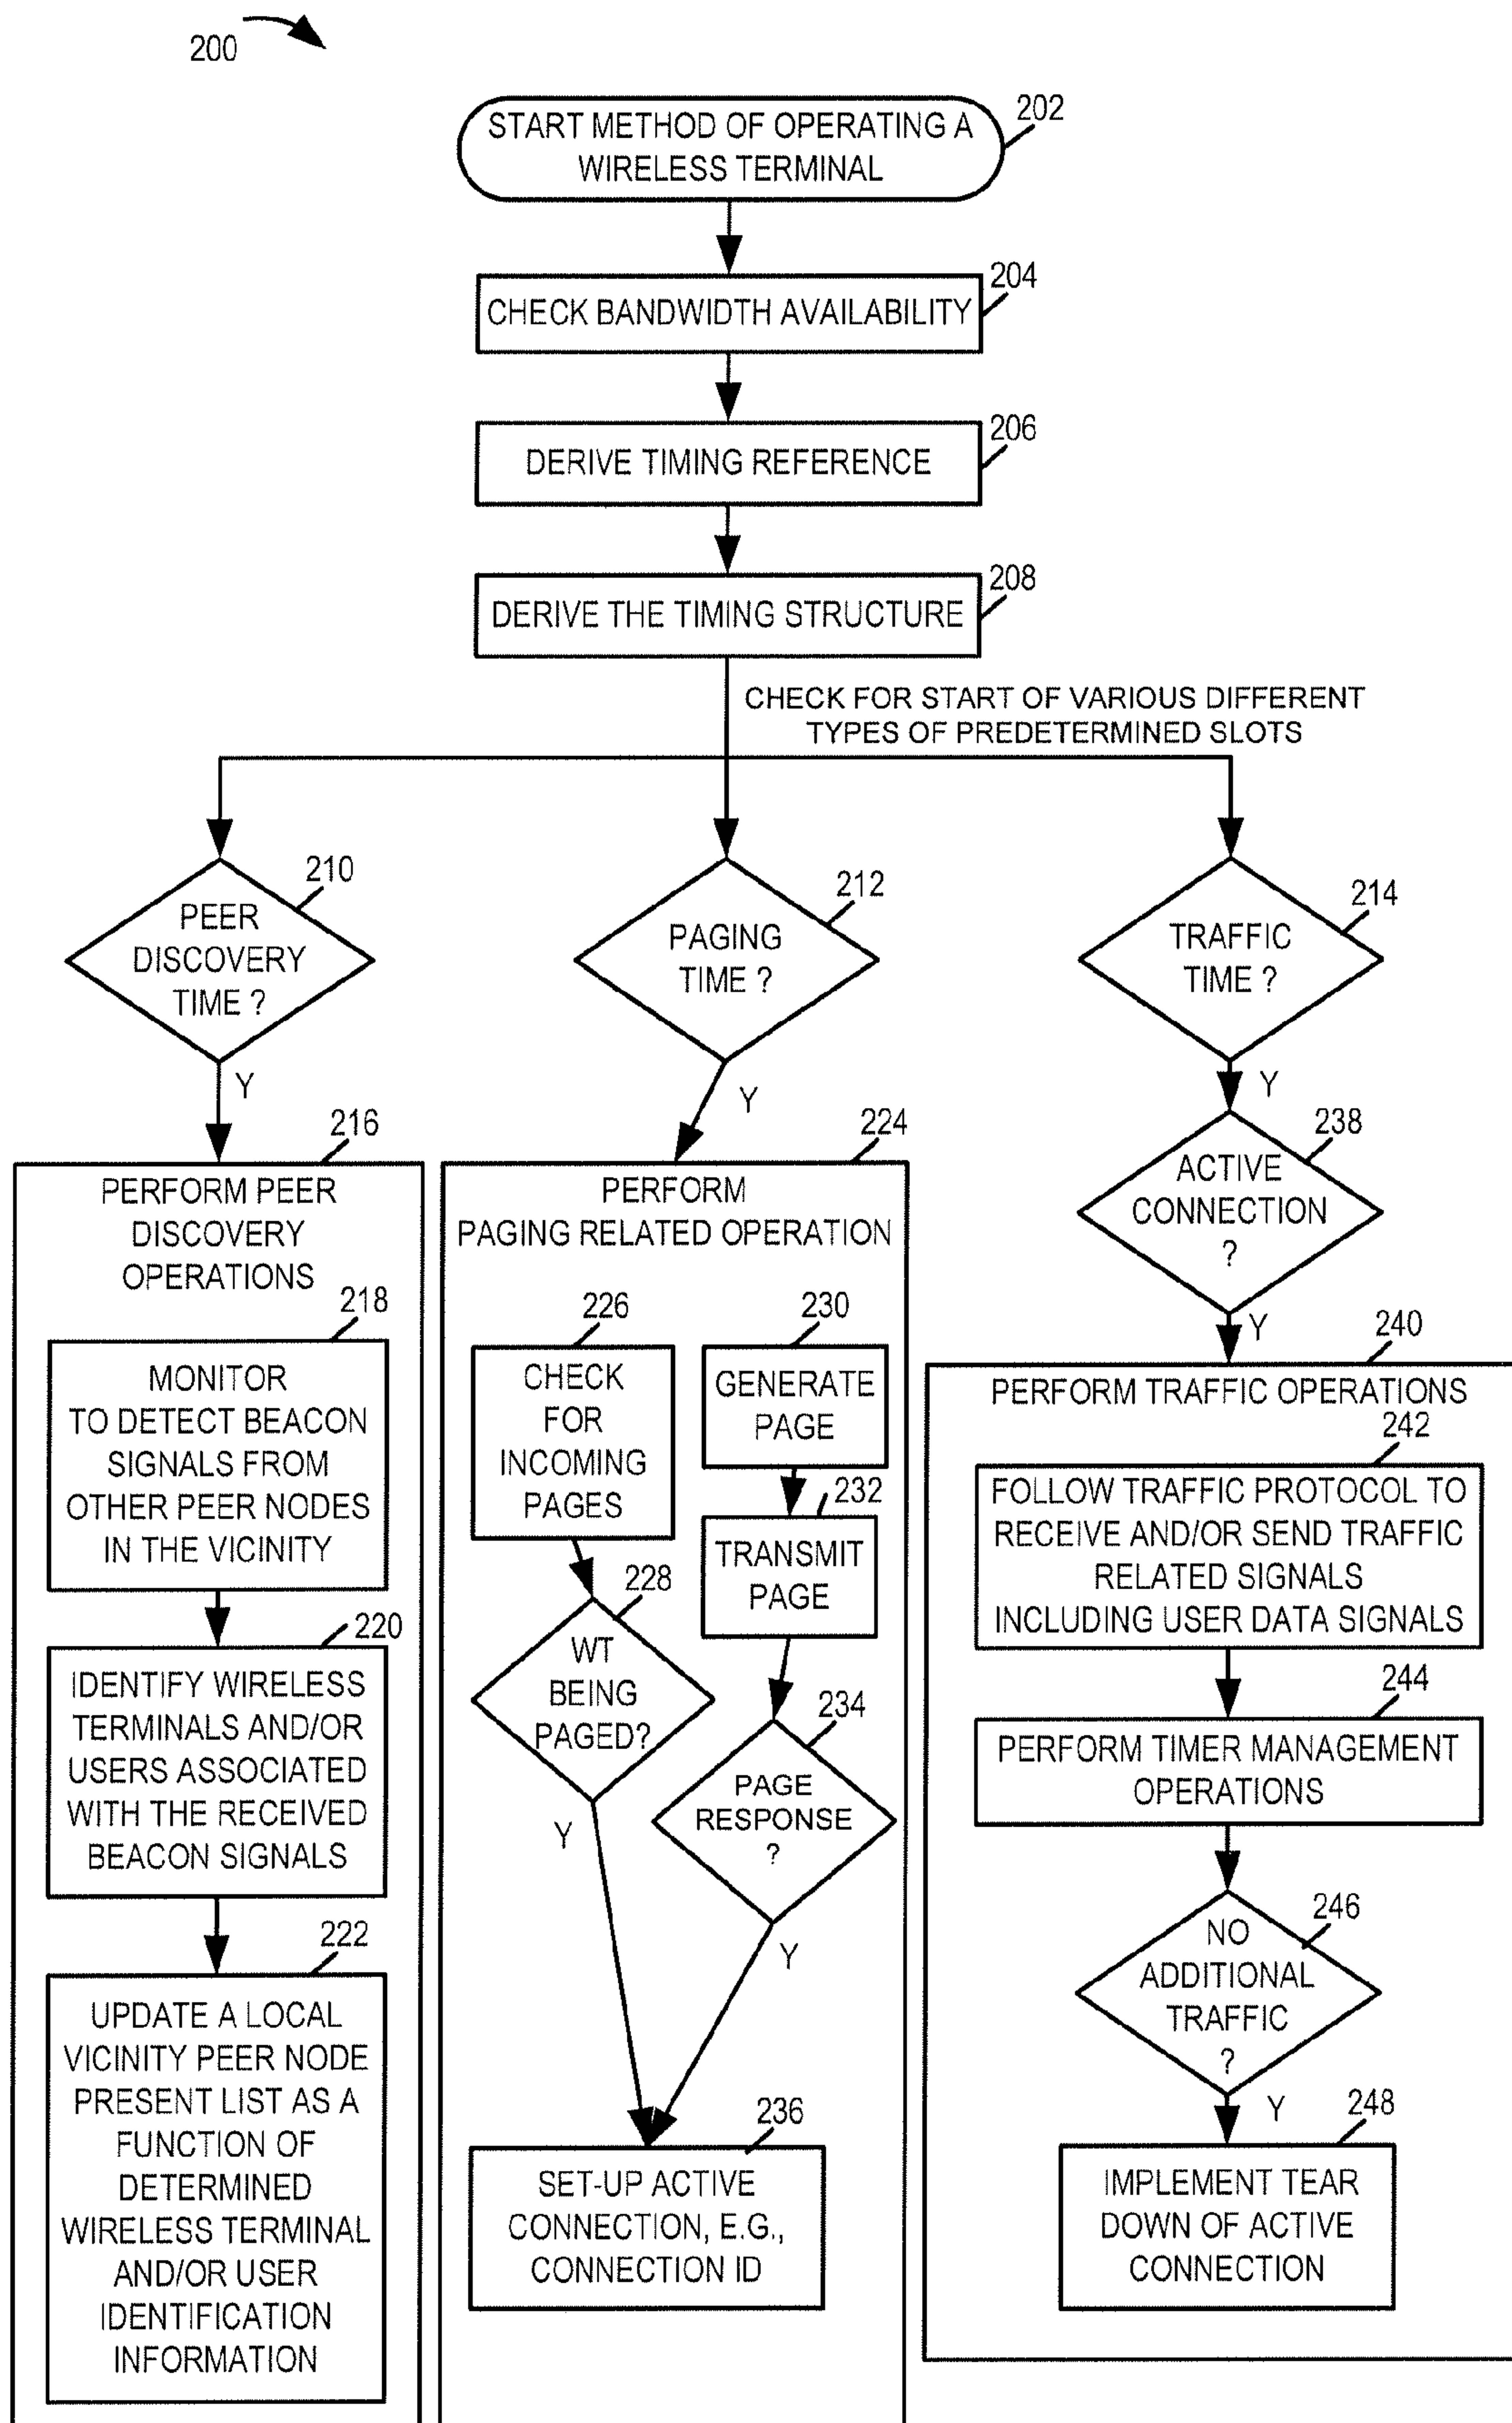 200
202
START METHOD OF OPERATING A
WIRELESS TERMINAL
204
CHECK BANDWIDTH AVAILABILITY
206
DERIVE TIMING REFERENCE
208
DERIVE THE TIMING STRUCTURE
CHECK FOR START OF VARIOUS DIFFERENT
TYPES OF PREDETERMINED SLOTS
210
PEER
DISCOVERY
TIME ?
Y
216
PERFORM PEER
DISCOVERY
OPERATIONS
218
MONITOR
TO DETECT BEACON
SIGNALS FROM
OTHER PEER NODES
IN THE VICINITY
220
IDENTIFY WIRELESS
TERMINALS AND/OR
USERS ASSOCIATED
WITH THE RECEIVED
BEACON SIGNALS
222
UPDATE A LOCAL
VICINITY PEER NODE
PRESENT LIST AS A
FUNCTION OF
DETERMINED
WIRELESS TERMINAL
AND/OR USER
IDENTIFICATION
INFORMATION
212
PAGING
TIME ?
Y
224
PERFORM
PAGING RELATED OPERATION
226
CHECK
FOR
INCOMING
PAGES
228
WT
BEING
PAGED?
Y
230
GENERATE
PAGE
232
TRANSMIT
PAGE
234
PAGE
RESPONSE
?
Y
236
SET-UP ACTIVE
CONNECTION, E.G.,
CONNECTION ID
214
TRAFFIC
TIME ?
Y
238
ACTIVE
CONNECTION
?
Y
240
PERFORM TRAFFIC OPERATIONS
242
FOLLOW TRAFFIC PROTOCOL TO
RECEIVE AND/OR SEND TRAFFIC
RELATED SIGNALS
INCLUDING USER DATA SIGNALS
244
PERFORM TIMER MANAGEMENT
OPERATIONS
246
NO
ADDITIONAL
TRAFFIC
?
Y
248
IMPLEMENT TEAR
DOWN OF ACTIVE
CONNECTION